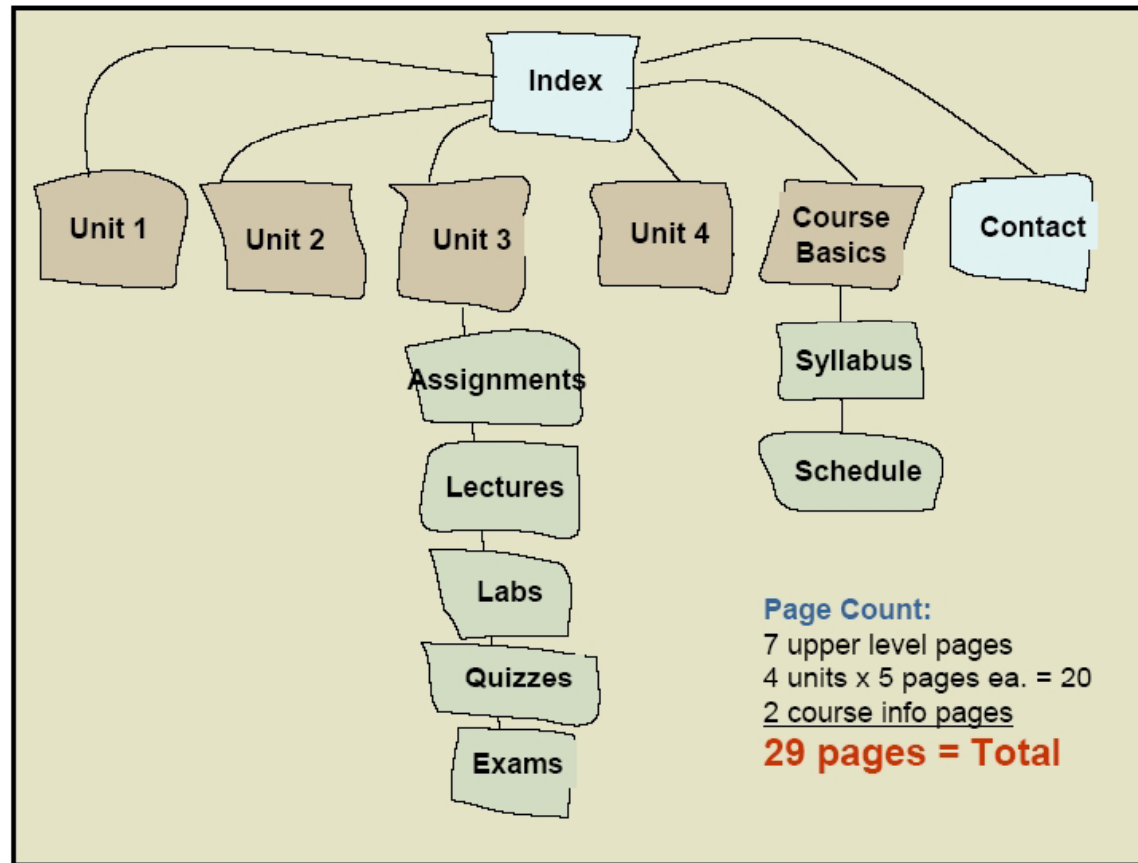 Index
Unit 1
Unit 2
Unit 3
Unit 4
Course
Basics
Contact
Assignments
Lectures
Labs
Quizzes
Exams
Syllabus
Schedule
Page Count:
7 upper level pages
4 units x 5 pages ea. = 20
2 course info pages
29 pages = Total